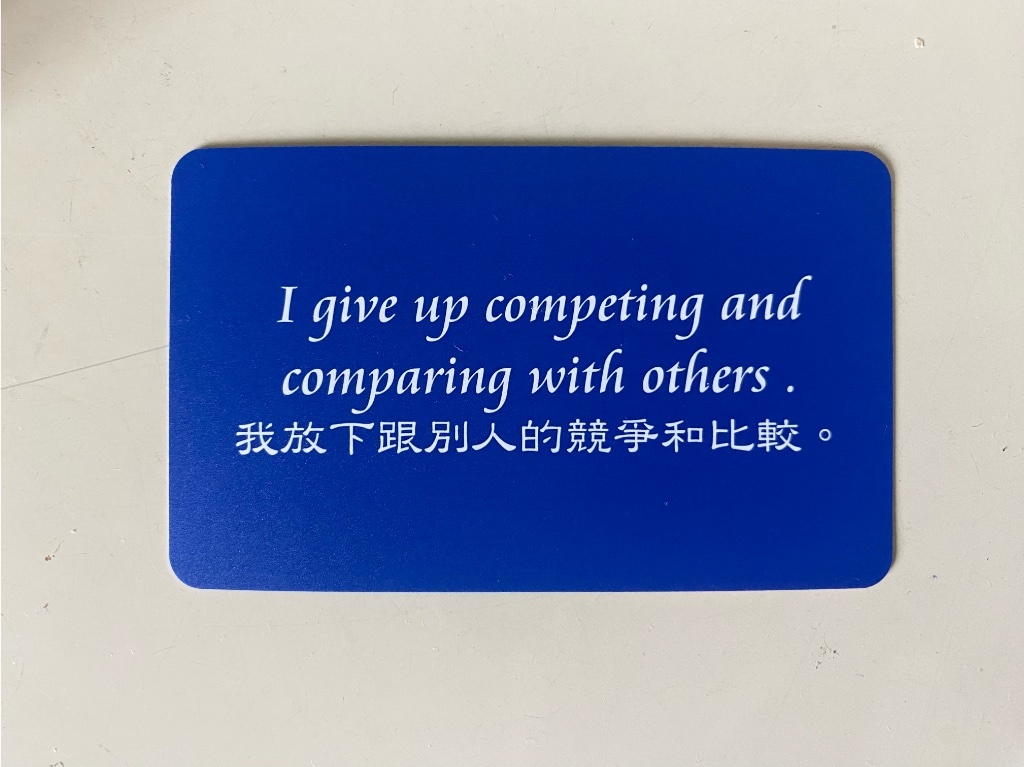 I give up competing and
comparing with others .
我放下跟別人的競爭和比較。